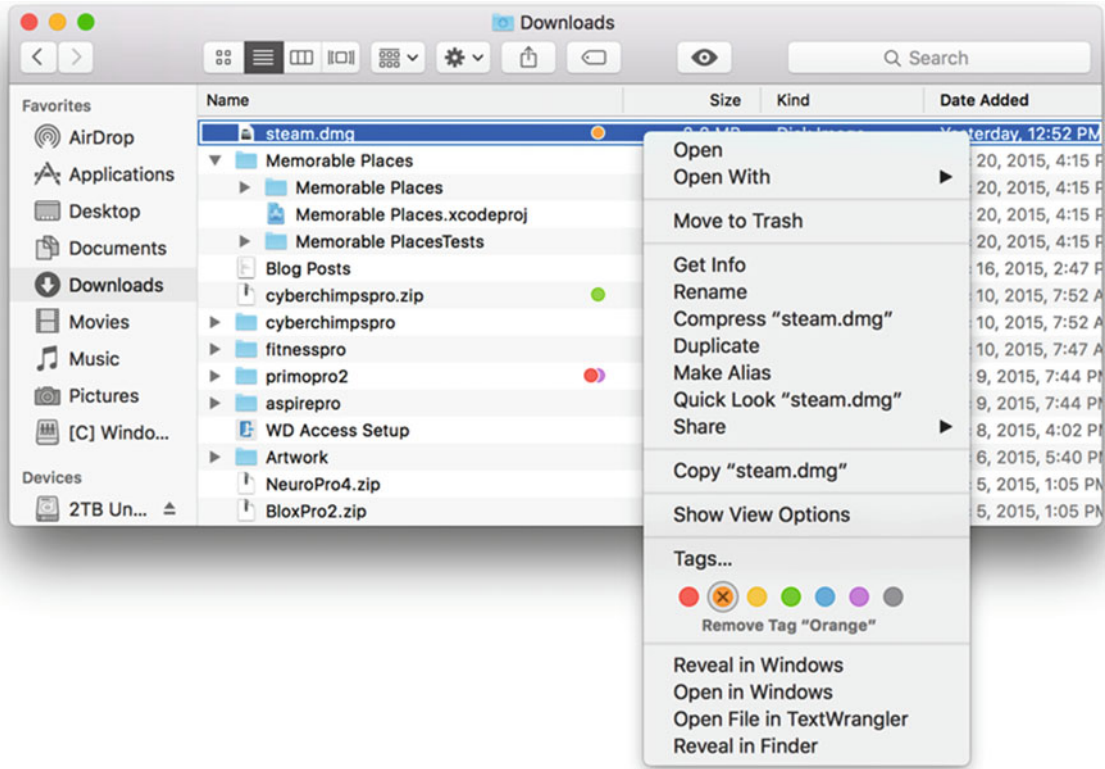 Downloads
Search
Favorites
AirDrop
Applications
Desktop
Documents
Downloads
Movies
Music
Pictures
[C] Windo...
Devices
2TB Un...
Name Size Kind Date Added
steam.dmg Yesterday, 12:52 PM
Memorable Places 20, 2015, 4:15
Memorable Places 20, 2015, 4:15
Memorable Places.xcodeproj 20, 2015, 4:15
Memorable PlacesTests 20, 2015, 4:15
Blog Posts 16, 2015, 2:47
cyberchimpspro.zip 10, 2015, 7:52
cyberchimpspro 10, 2015, 7:52
fitnesspro 10, 2015, 7:47
primopro2 9, 2015, 7:44
aspirepro 9, 2015, 7:44
WD Access Setup 8, 2015, 4:02
Artwork 6, 2015, 5:40
NeuroPro4.zip 5, 2015, 1:05
BloxPro2.zip 5, 2015, 1:05
Open
Open With
Move to Trash
Get Info
Rename
Compress “steam.dmg”
Duplicate
Make Alias
Quick Look “steam.dmg”
Share
Copy “steam.dmg”
Show View Options
Tags...
Remove Tag “Orange”
Reveal in Windows
Open in Windows
Open File in TextWrangler
Reveal in Finder